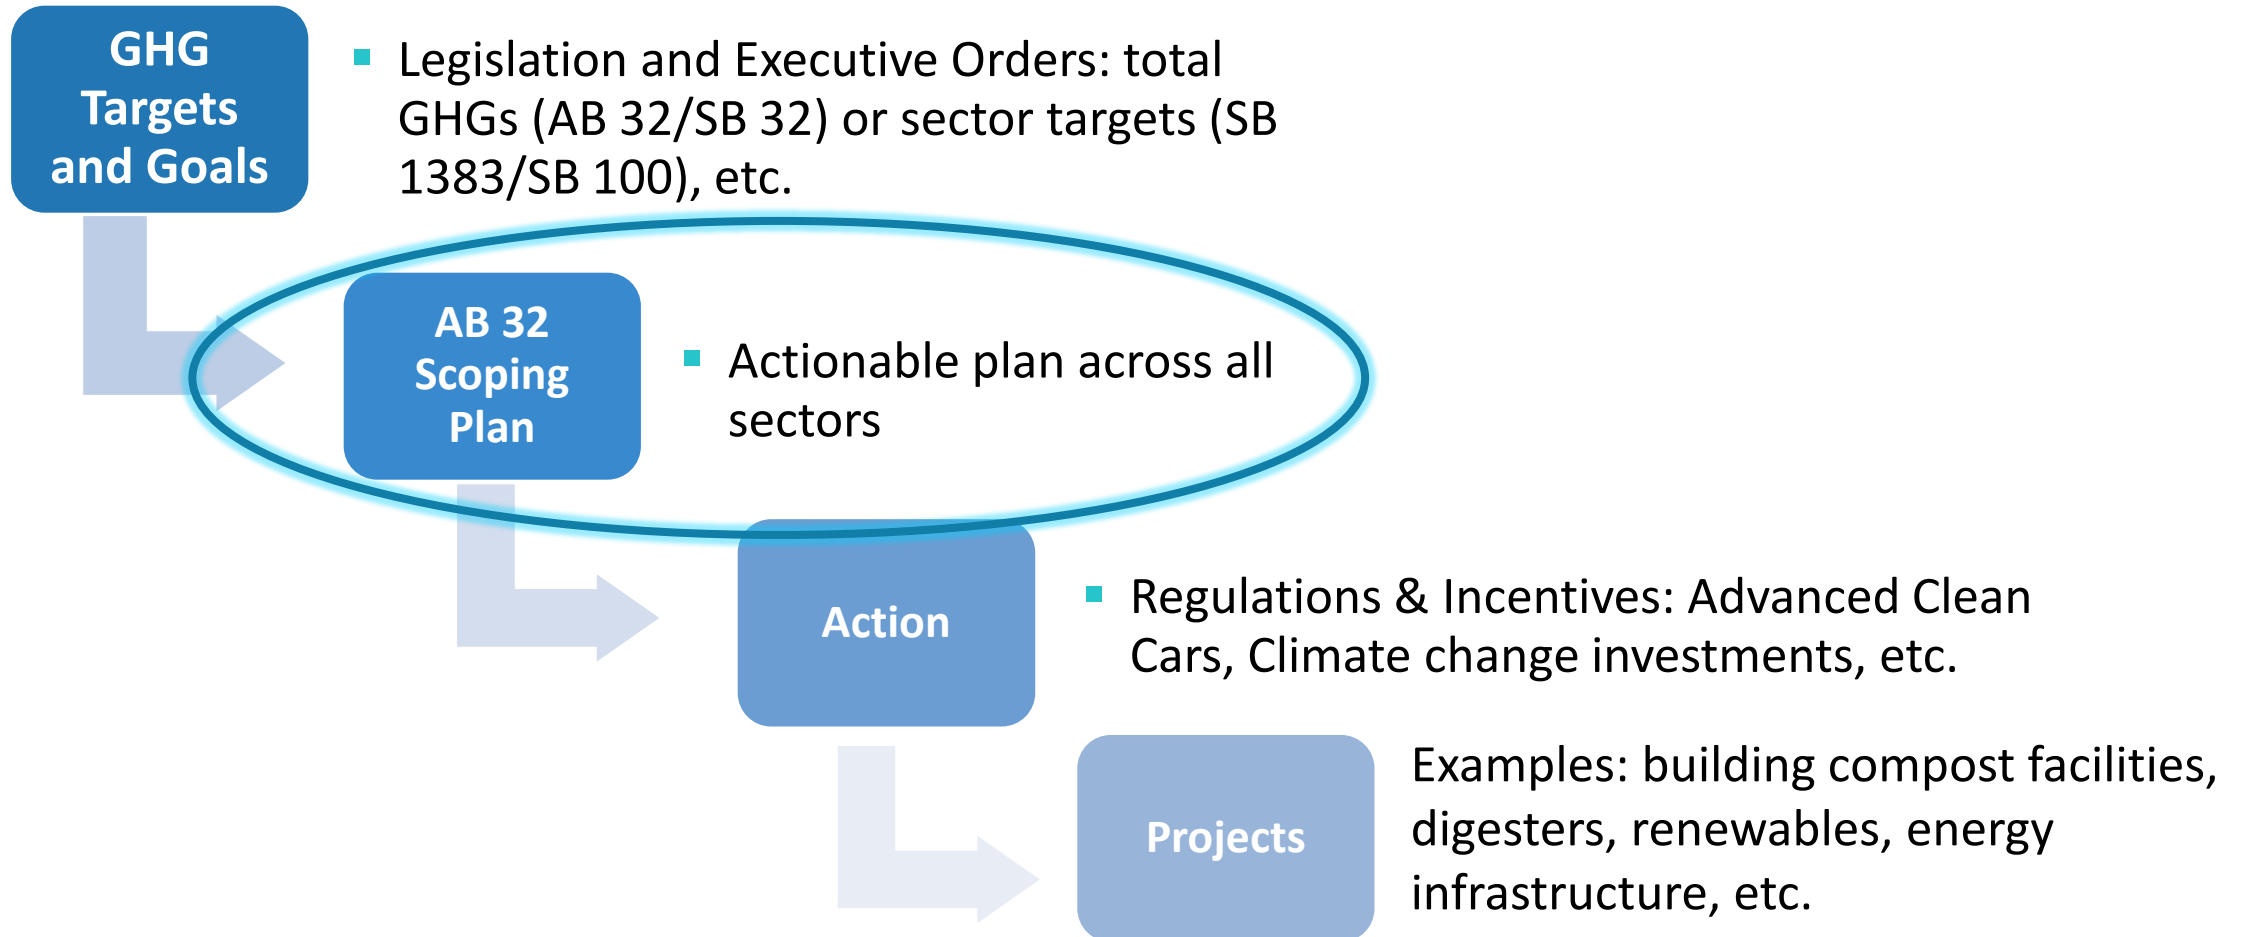 GHG
Targets
and Goals
▪ Legislation and Executive Orders: total
GHGs (AB 32/SB 32) or sector targets (SB
1383/SB 100), etc.
AB 32
Scoping
Plan
▪ Actionable plan across all
sectors
Action
▪ Regulations & Incentives: Advanced Clean
Cars, Climate change investments, etc.
Projects
Examples: building compost facilities,
digesters, renewables, energy
infrastructure, etc.